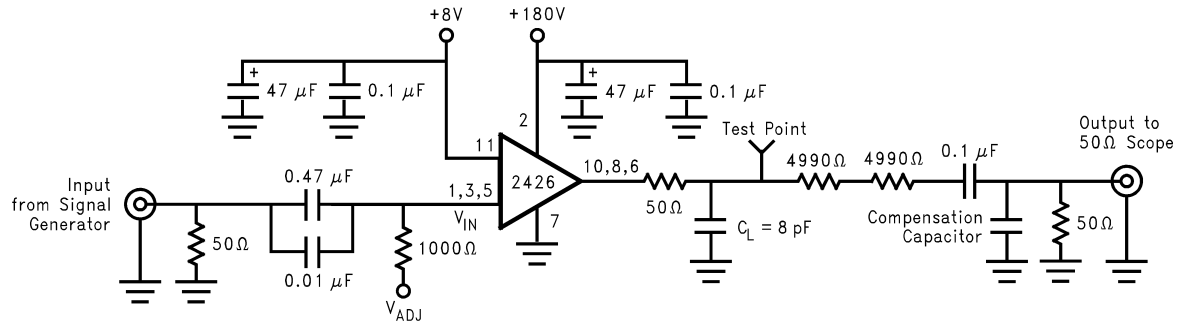 +8V
+180V
+
47 μF
0.1 μF
+
47 μF
0.1 μF
2
11
Test Point
Output to
50Ω Scope
Input
from Signal
Generator
0.47 μF
1,3,5
V_IN
2426
10,8,6
50Ω
4990Ω
4990Ω
0.1 μF
7
50Ω
0.01 μF
1000Ω
V_ADJ
C_L = 8 pF
Compensation
Capacitor
50Ω